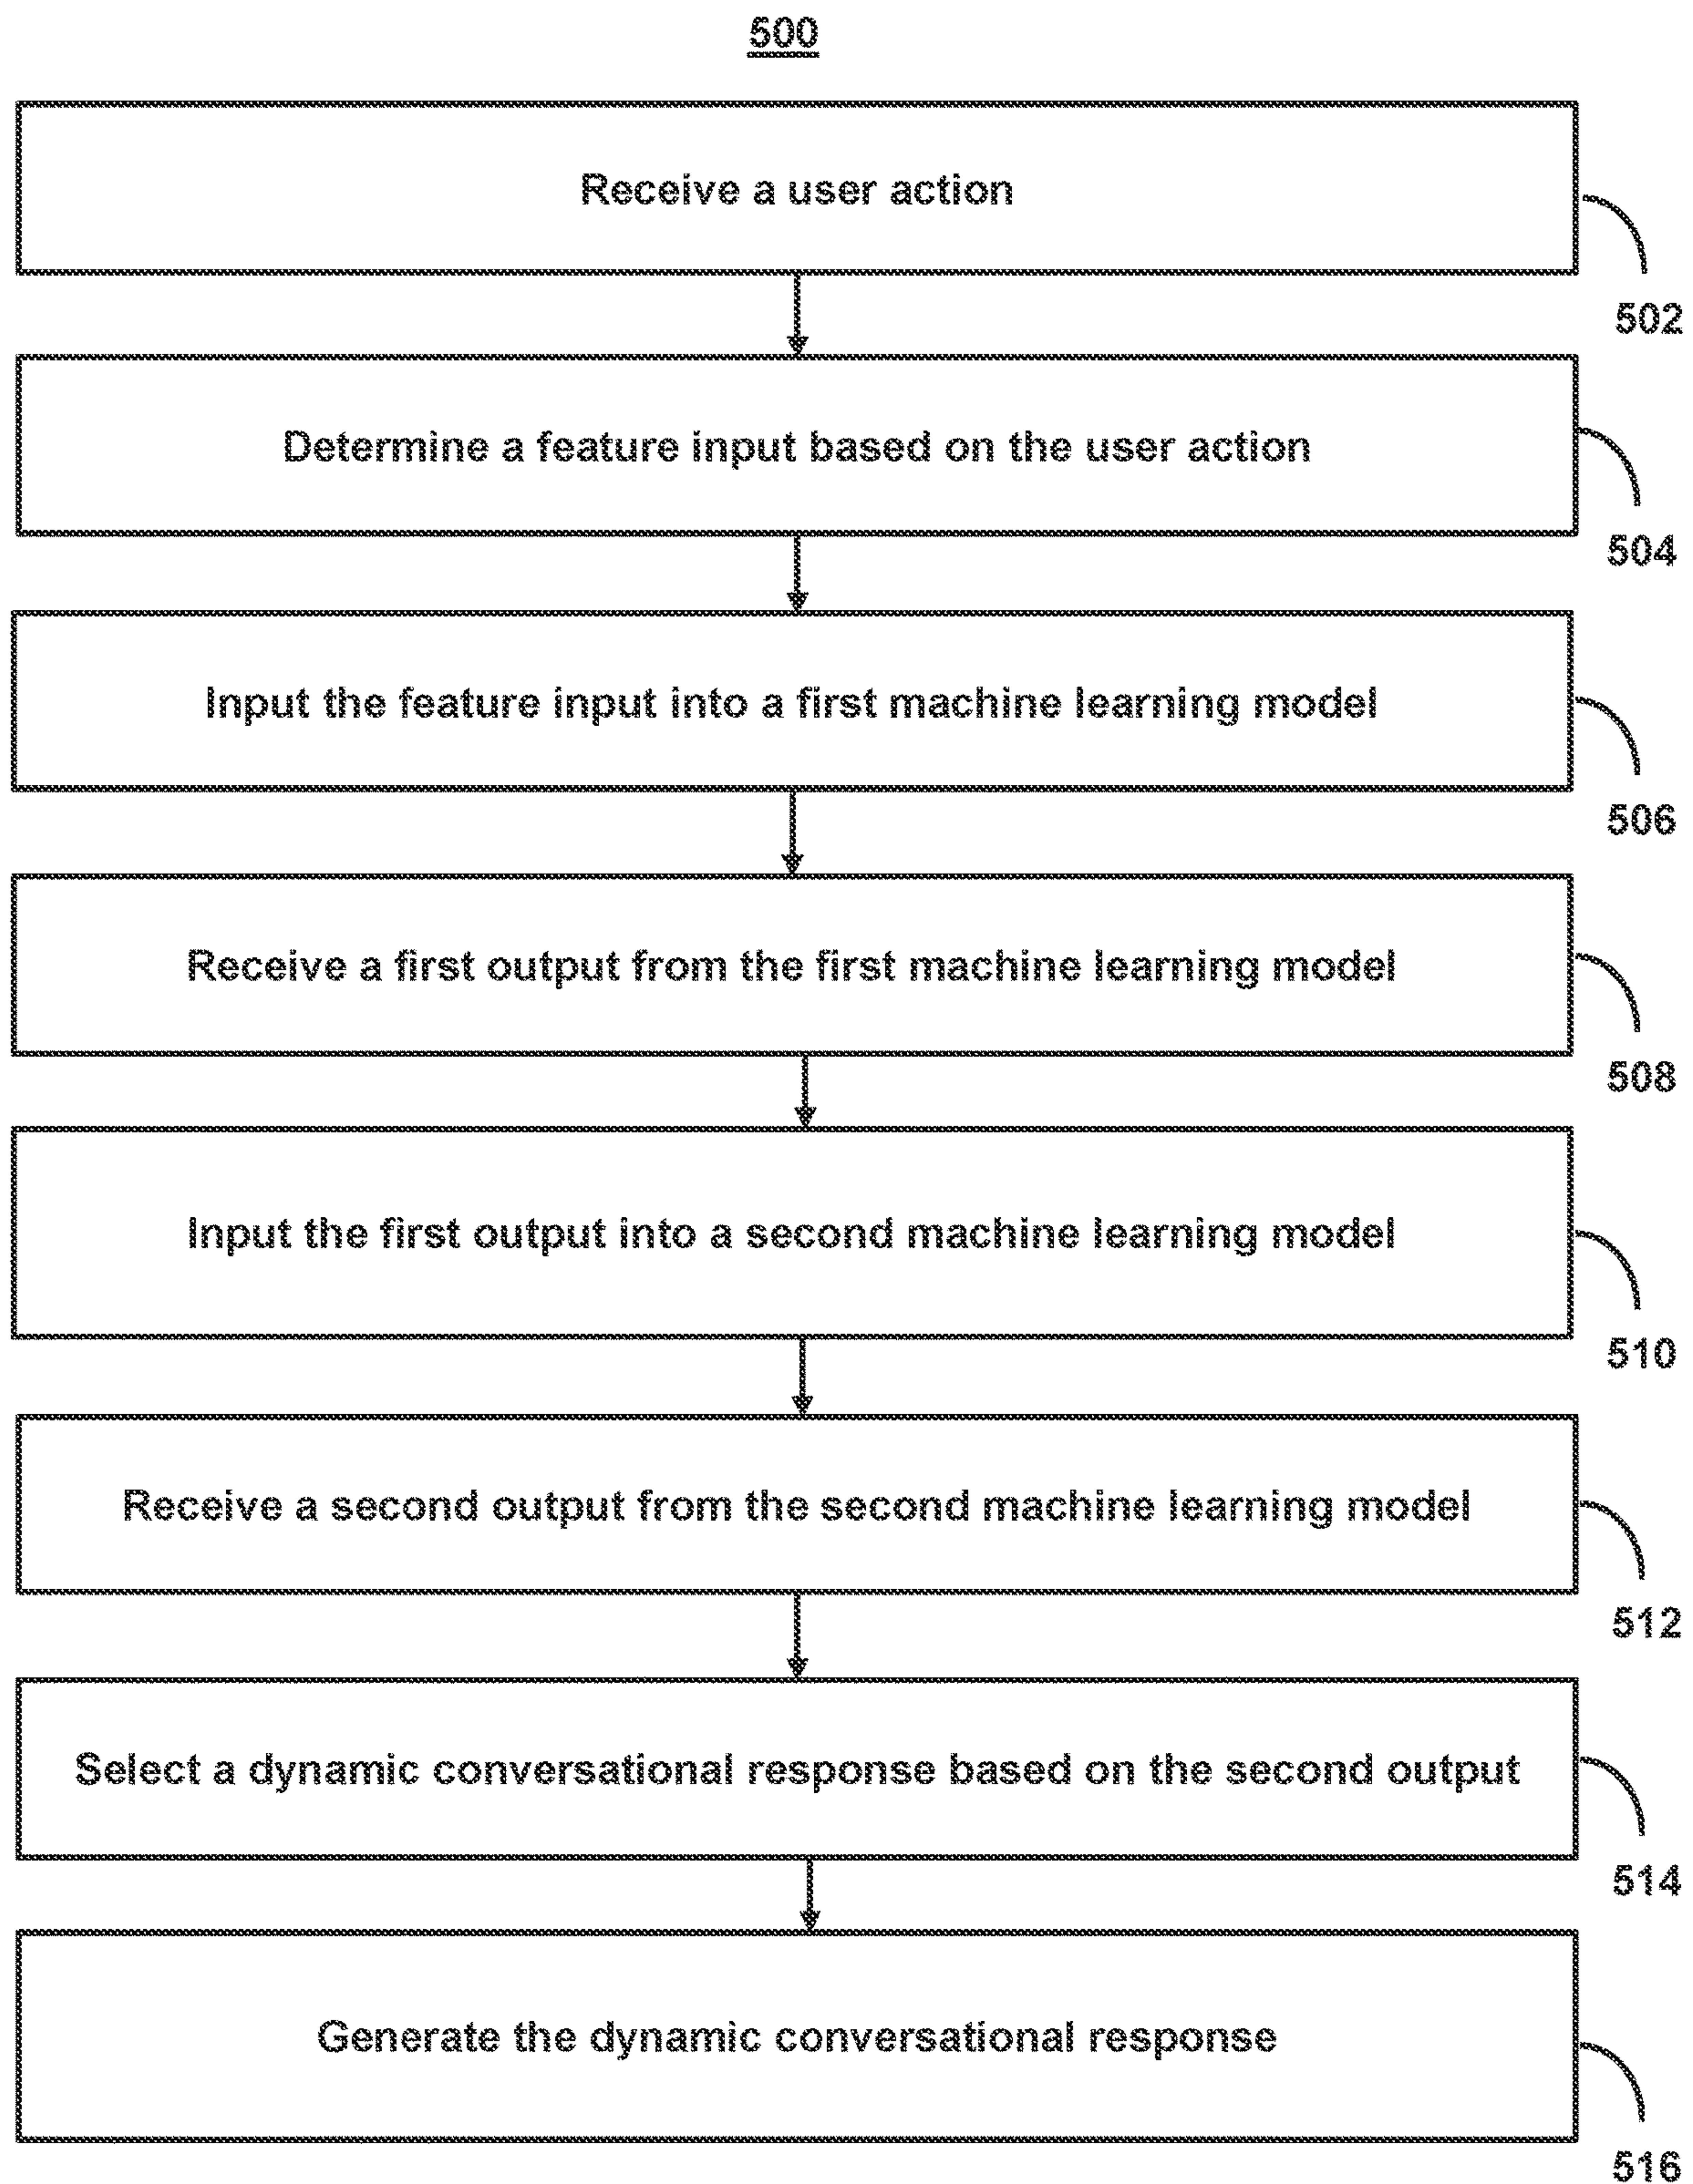 500
Receive a user action
502
Determine a feature input based on the user action
504
Input the feature input into a first machine learning model
506
Receive a first output from the first machine learning model
508
Input the first output into a second machine learning model
510
Receive a second output from the second machine learning model
512
Select a dynamic conversational response based on the second output
514
Generate the dynamic conversational response
516